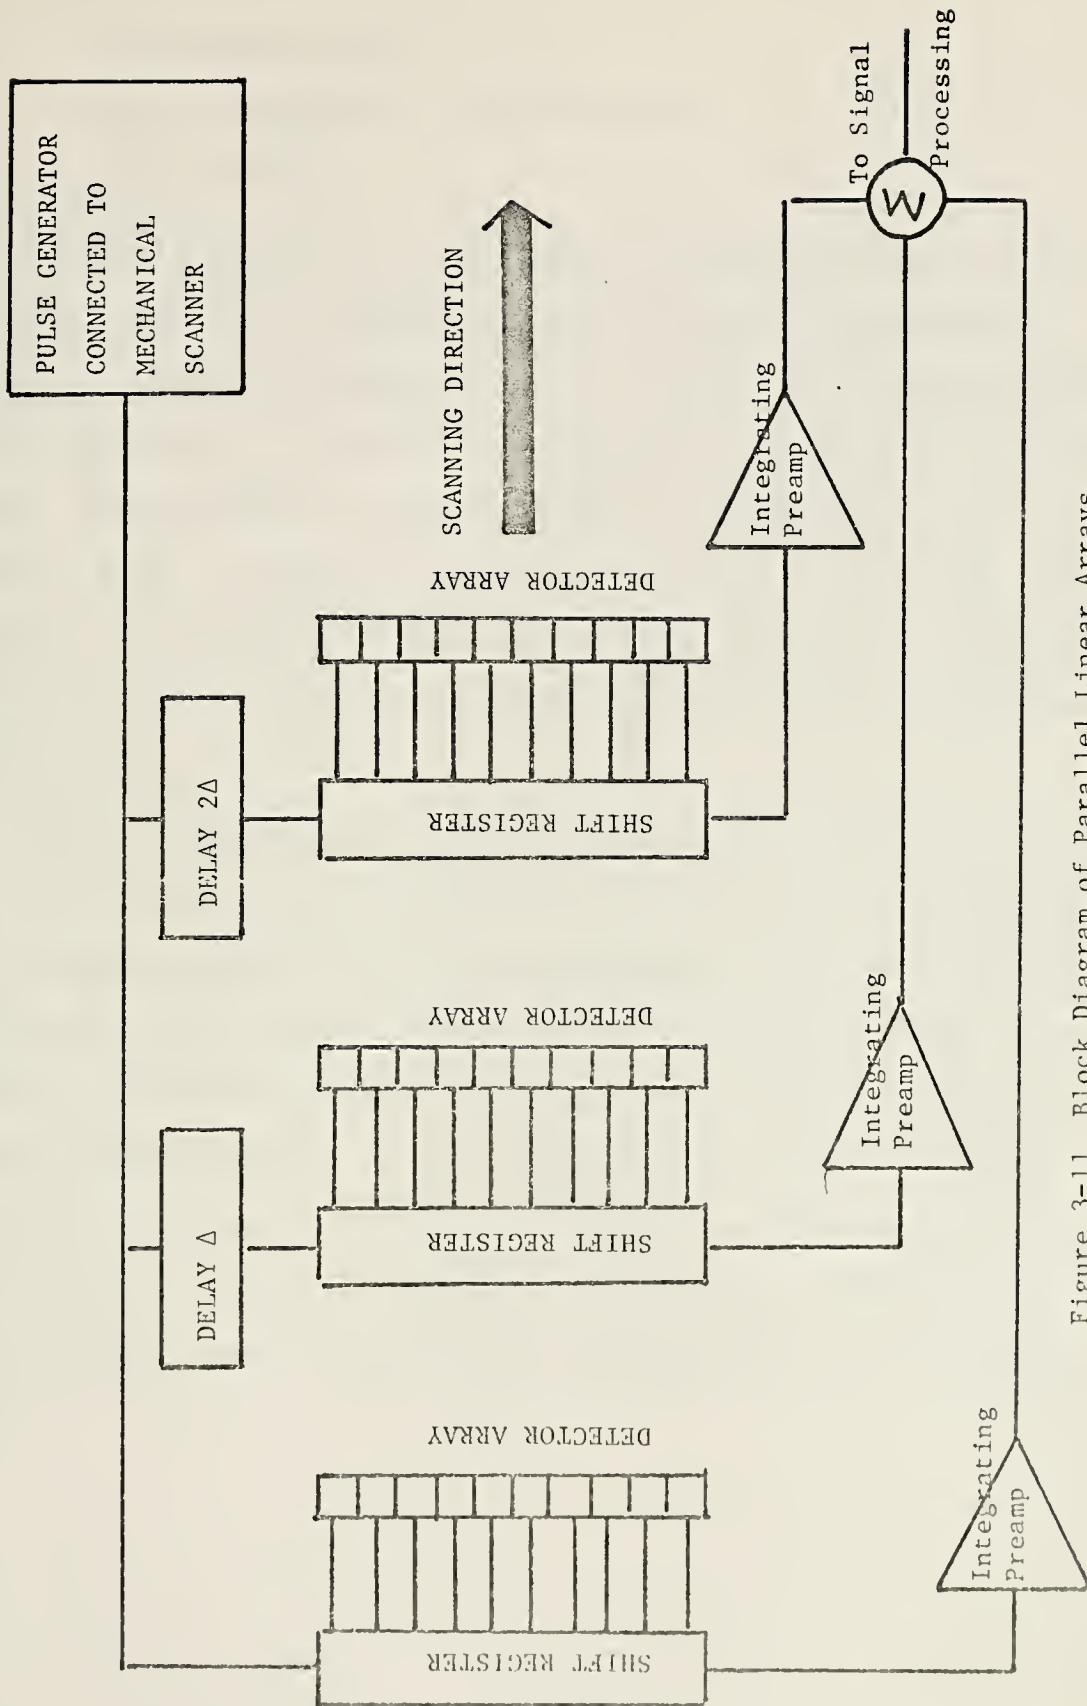 PULSE GENERATOR
CONNECTED TO
MECHANICAL
SCANNER
DELAY Δ
DELAY 2Δ
SHIFT REGISTER
DETECTOR ARRAY
SHIFT REGISTER
DETECTOR ARRAY
SHIFT REGISTER
DETECTOR ARRAY
SCANNING DIRECTION
Integrating
Preamp
Integrating
Preamp
Integrating
Preamp
Σ
To Signal
Processing
Figure 3-11 Block Diagram of Parallel Linear Arrays